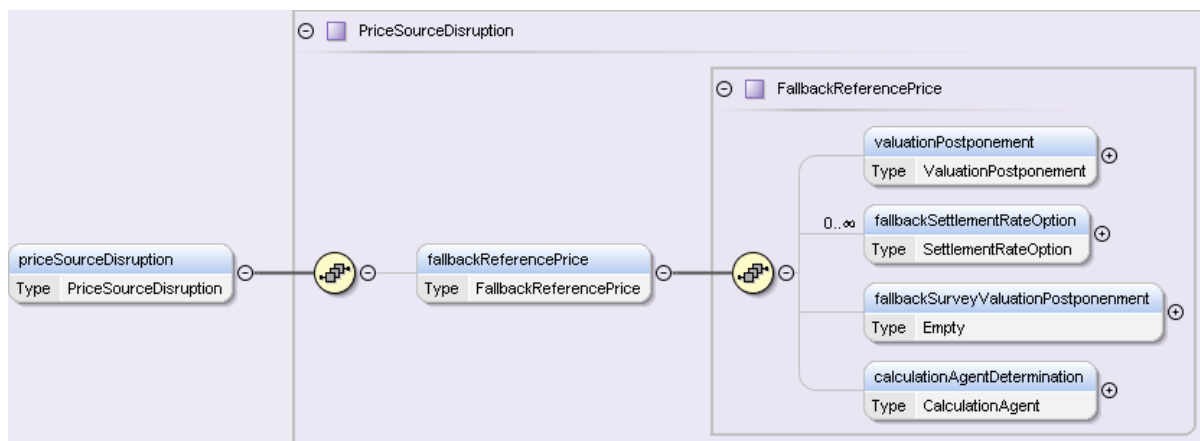 PriceSourceDisruption
FallbackReferencePrice
valuationPostponement
Type ValuationPostponement
0..∞ fallbackSettlementRateOption
Type SettlementRateOption
priceSourceDisruption
Type PriceSourceDisruption
fallbackReferencePrice
Type FallbackReferencePrice
fallbackSurveyValuationPostponenment
Type Empty
calculationAgentDetermination
Type CalculationAgent